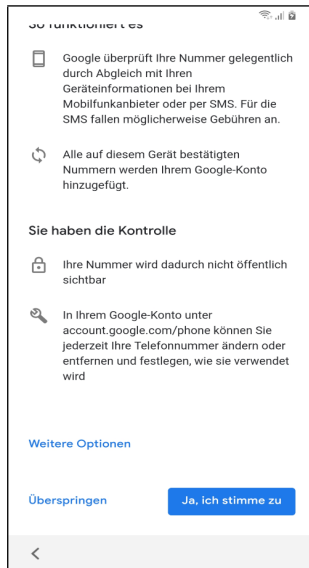 So funktioniert es
Google überprüft Ihre Nummer gelegentlich
durch Abgleich mit Ihren
Geräteinformationen bei Ihrem
Mobilfunkanbieter oder per SMS. Für die
SMS fallen möglicherweise Gebühren an.
Alle auf diesem Gerät bestätigten
Nummern werden Ihrem Google-Konto
hinzugefügt.
Sie haben die Kontrolle
Ihre Nummer wird dadurch nicht öffentlich
sichtbar
In Ihrem Google-Konto unter
account.google.com/phone können Sie
jederzeit Ihre Telefonnummer ändern oder
entfernen und festlegen, wie sie verwendet
wird
Weitere Optionen
Überspringen
Ja, ich stimme zu